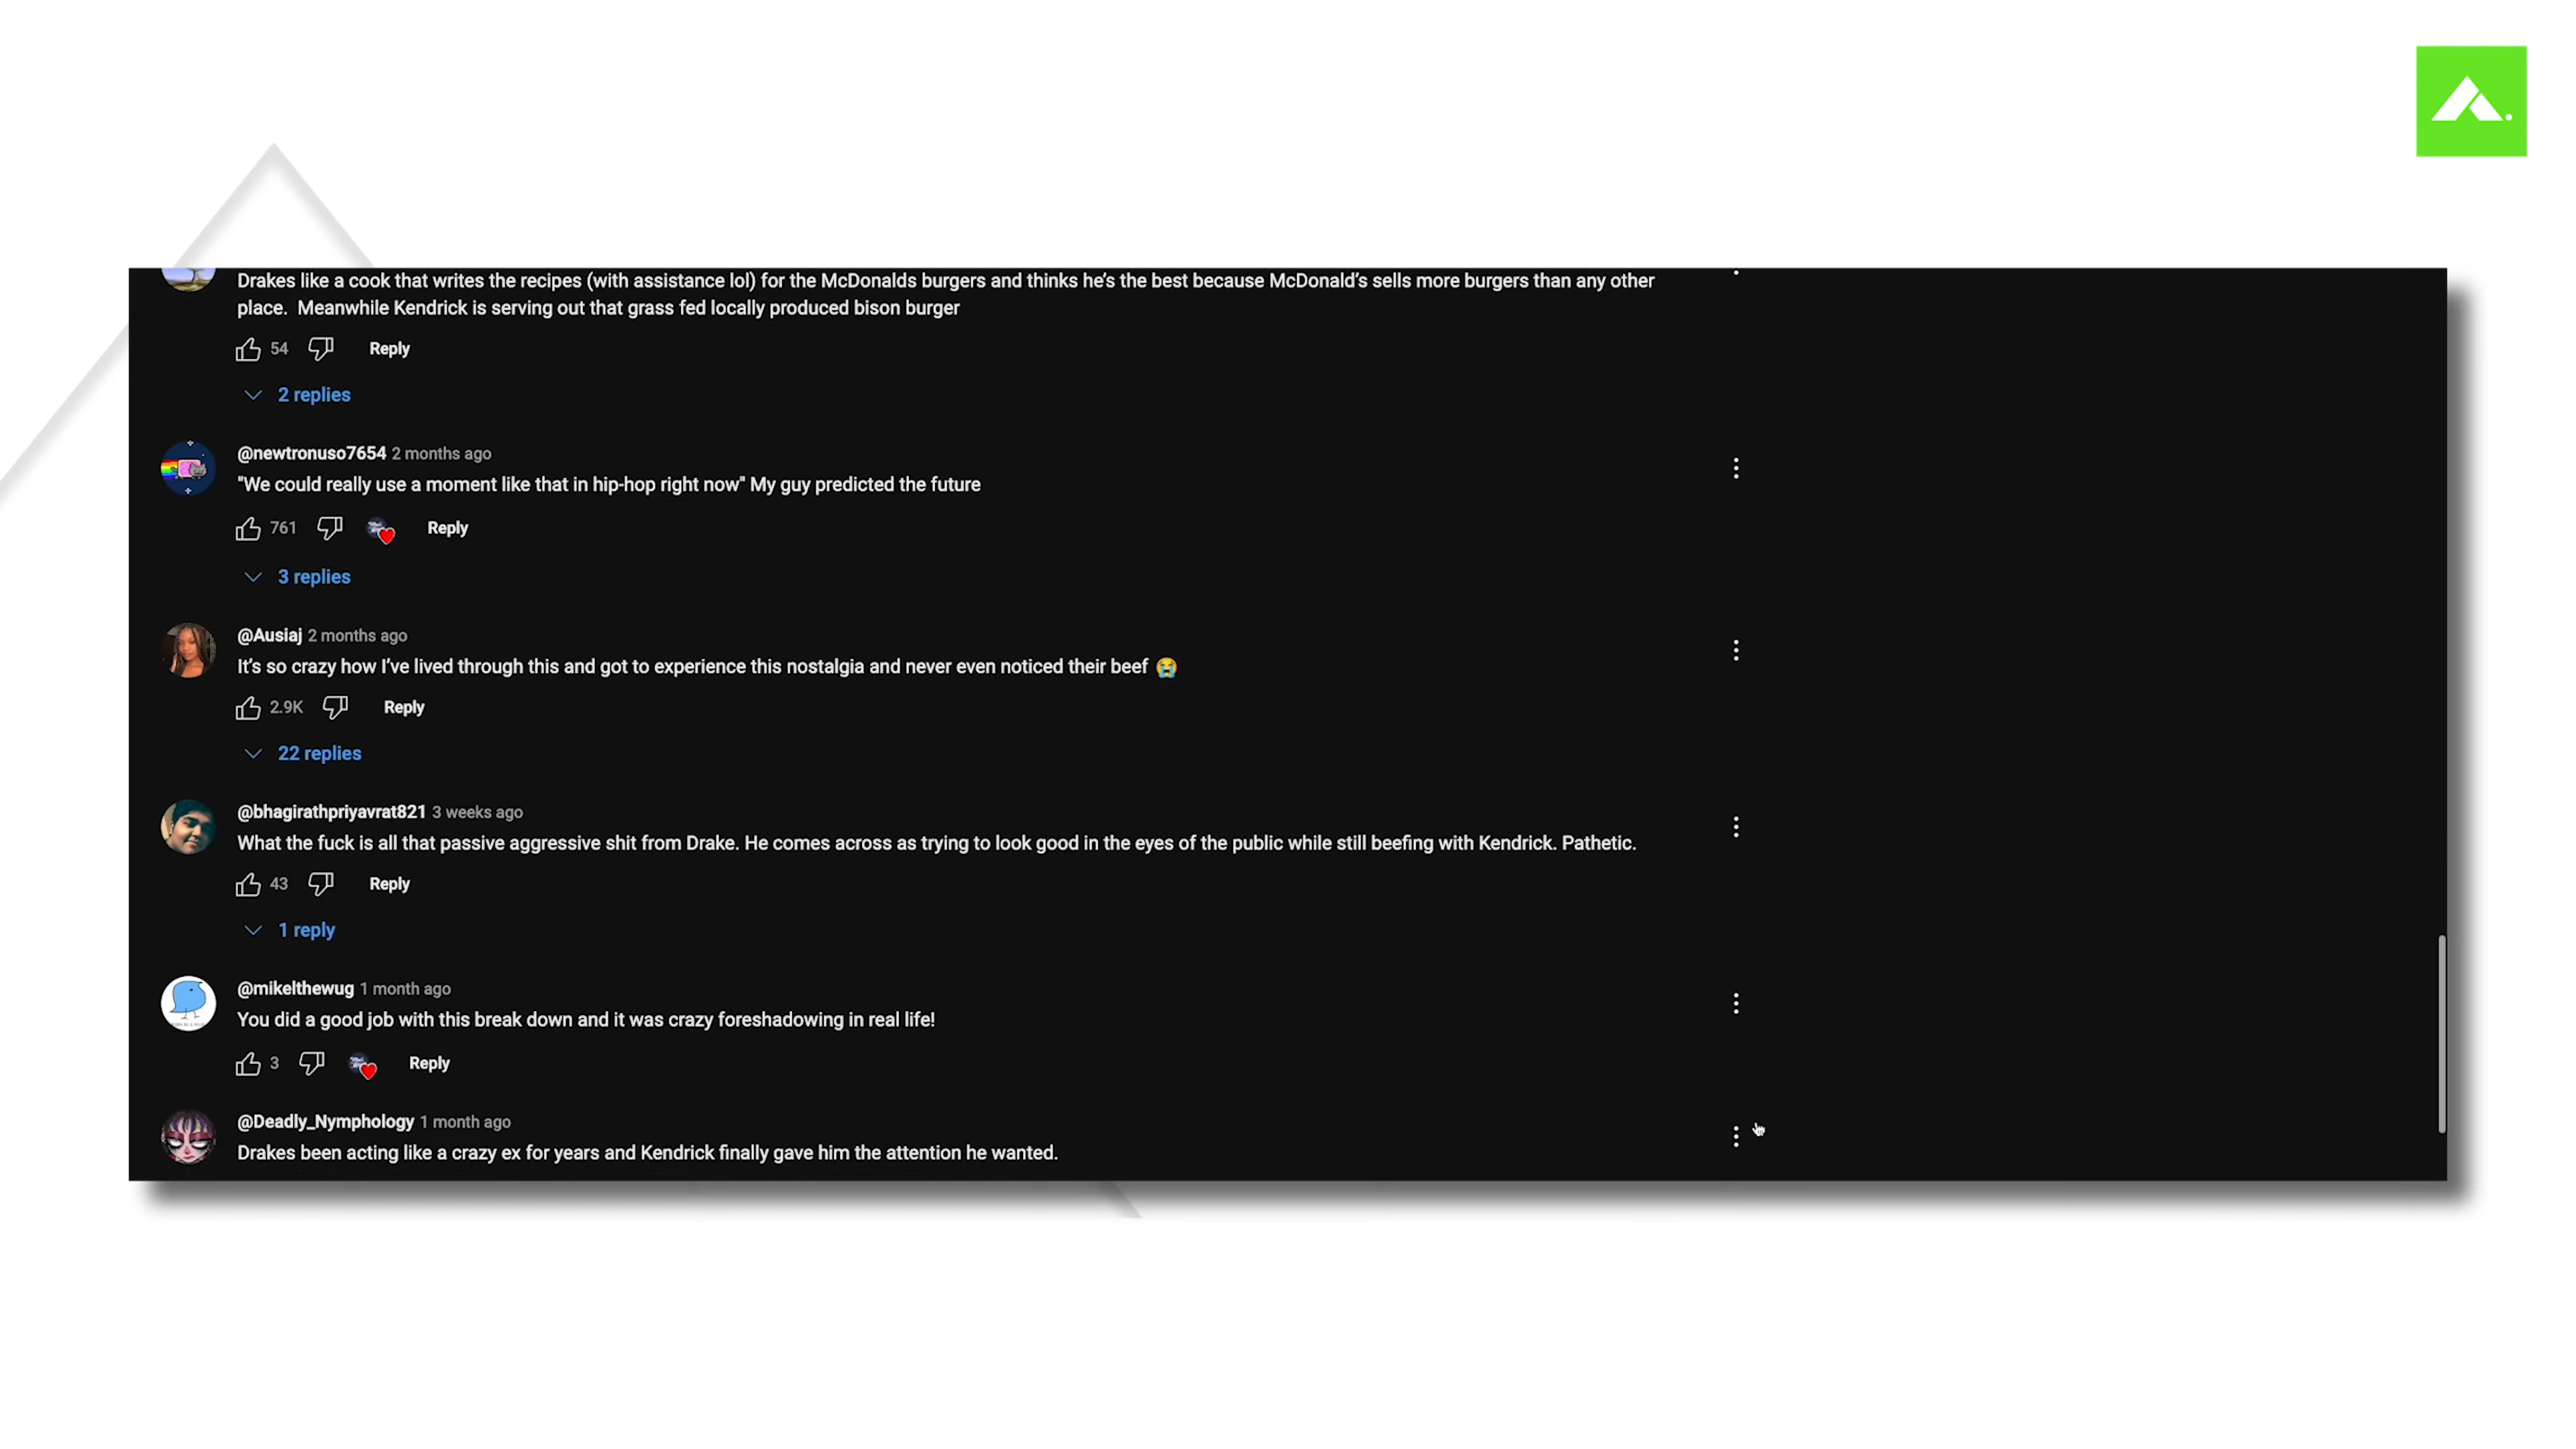 Drakes like a cook that writes the recipes (with assistance lol) for the McDonalds burgers and thinks he's the best because McDonald's sells more burgers than any other
place.  Meanwhile Kendrick is serving out that grass fed locally produced bison burger
54 Reply
2 replies
@newtronuso7654 2 months ago
"We could really use a moment like that in hip-hop right now" My guy predicted the future
761 Reply
3 replies
@Ausiaj 2 months ago
It's so crazy how I've lived through this and got to experience this nostalgia and never even noticed their beef 😭
2.9K Reply
22 replies
@bhagirathpriyavrat821 3 weeks ago
What the fuck is all that passive aggressive shit from Drake. He comes across as trying to look good in the eyes of the public while still beefing with Kendrick. Pathetic.
43 Reply
1 reply
@mikelthewug 1 month ago
You did a good job with this break down and it was crazy foreshadowing in real life!
3 Reply
@Deadly_Nymphology 1 month ago
Drakes been acting like a crazy ex for years and Kendrick finally gave him the attention he wanted.